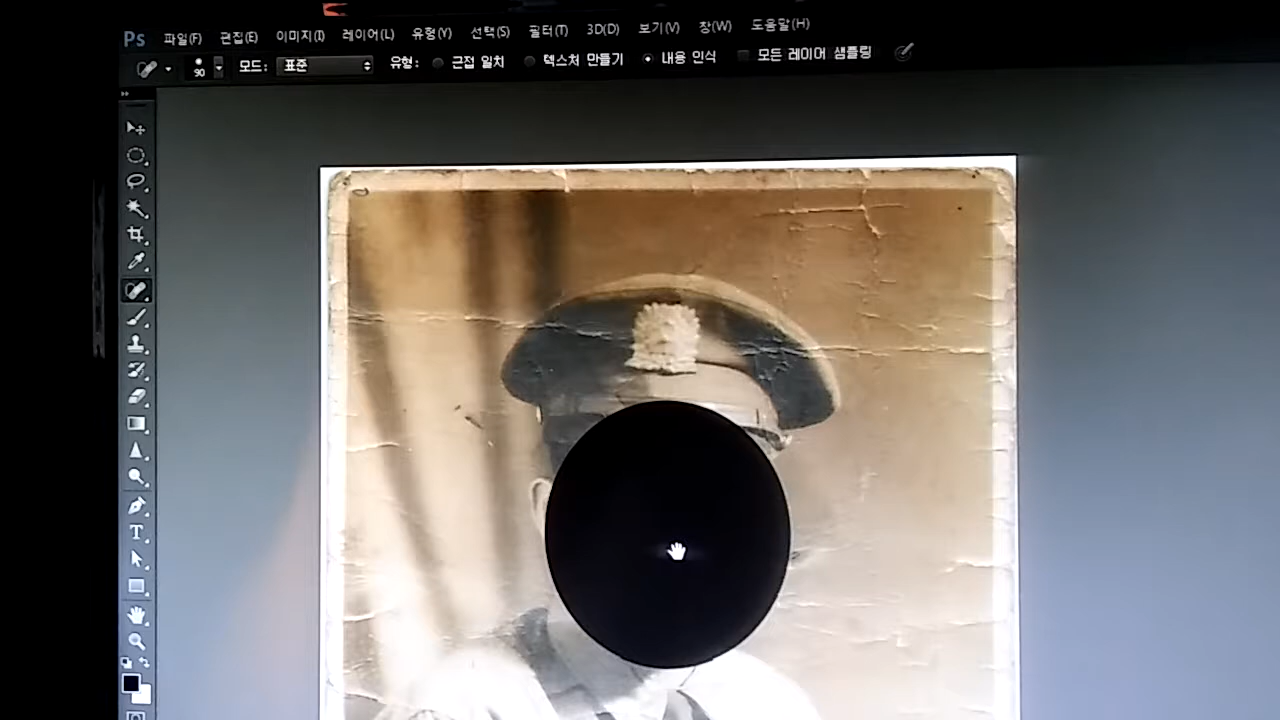 Ps 파일(F) 편집(E) 이미지(I) 레이어(L) 유형(Y) 선택(S) 필터(T) 3D(D) 보기(V) 창(W) 도움말(H)
90 모드: 표준 유형: 근접 일치 텍스처 만들기 내용 인식 모든 레이어 샘플링
T